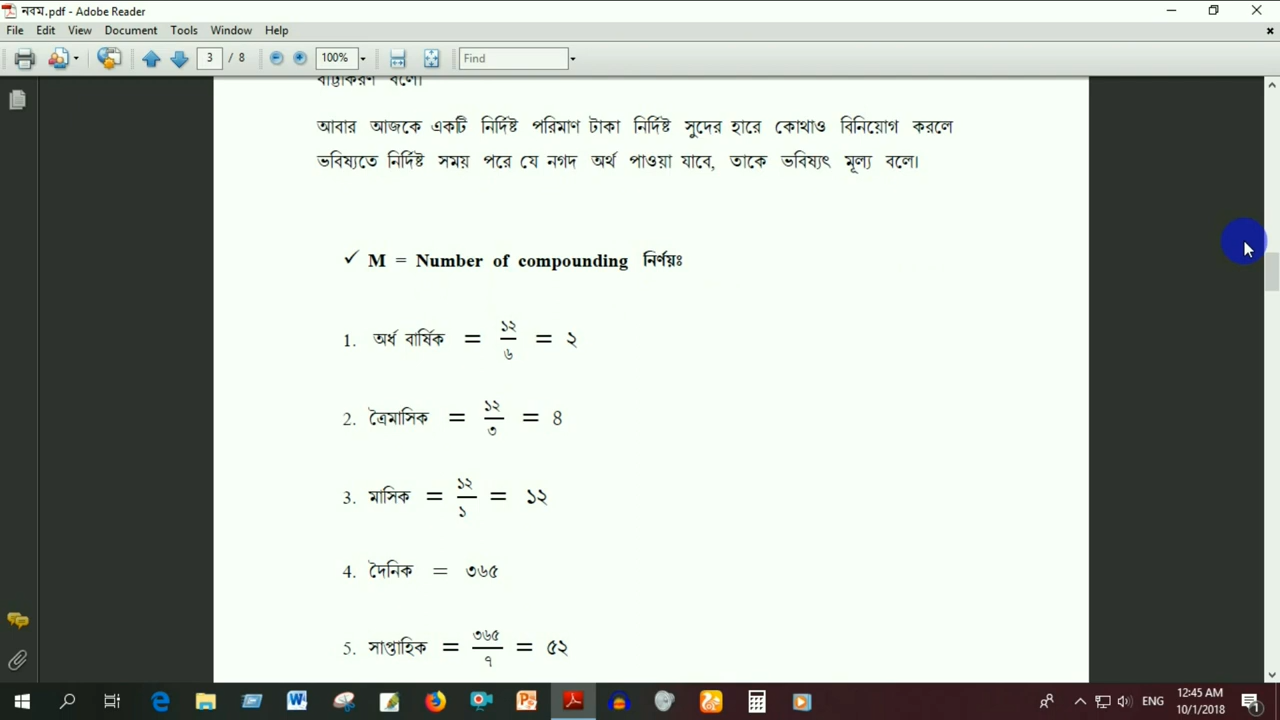 নবম.pdf - Adobe Reader
File Edit View Document Tools Window Help
3 / 8 100% Find
বাট্টাকরণ বলে।
আবার আজকে একটি নির্দিষ্ট পরিমাণ টাকা নির্দিষ্ট সুদের হারে কোথাও বিনিয়োগ করলে
ভবিষ্যতে নির্দিষ্ট সময় পরে যে নগদ অর্থ পাওয়া যাবে, তাকে ভবিষ্যৎ মূল্য বলে।
✓ M = Number of compounding নির্ণয়ঃ
1. অর্ধ বার্ষিক = ১২/৬ = ২
2. ত্রৈমাসিক = ১২/৩ = 8
3. মাসিক = ১২/১ = ১২
4. দৈনিক = ৩৬৫
5. সাপ্তাহিক = ৩৬৫/৭ = ৫২
ENG 12:45 AM
10/1/2018